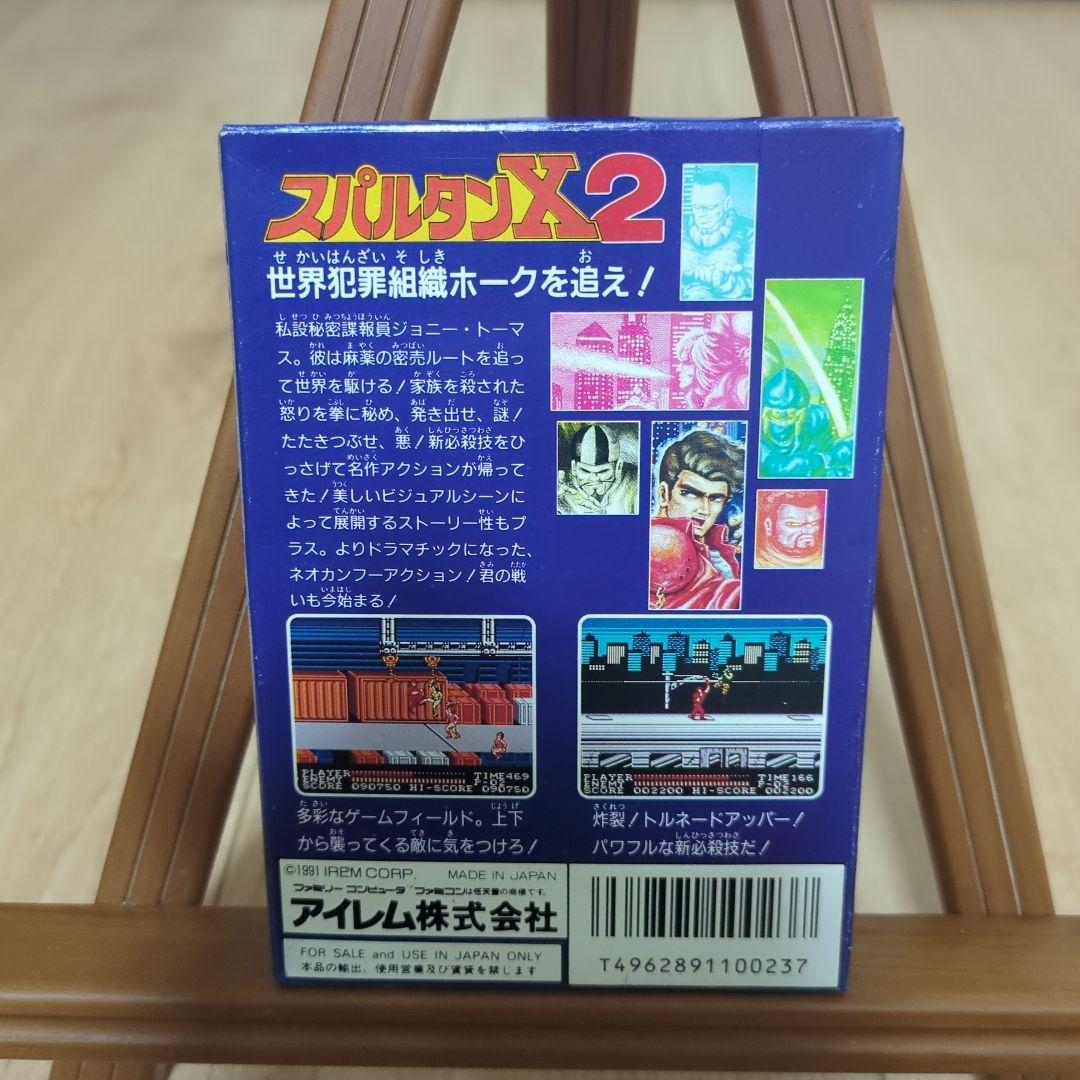 スパルタンX2
世界犯罪組織ホークを追え！
私設秘密諜報員ジョニー・トーマ
ス。彼は麻薬の密売ルートを追っ
て世界を駆ける！家族を殺された
怒りを拳に秘め、発き出せ、謎！
たたきつぶせ、悪！新必殺技をひ
っさげて名作アクションが帰って
きた！美しいビジュアルシーンに
よって展開するストーリー性もプ
ラス。よりドラマチックになった、
ネオカンフーアクション！君の戦
いも今始まる！
PLAYER TIME469
ENEMY P-02
SCORE 090750 HI-SCORE 090750
多彩なゲームフィールド。上下
から襲ってくる敵に気をつけろ！
PLAYER TIME166
ENEMY P-02
SCORE 002200 HI-SCORE 002200
炸裂！トルネードアッパー！
パワフルな新必殺技だ！
©1991 IREM CORP. MADE IN JAPAN
ファミリーコンピュータ ファミコンは任天堂の商標です。
アイレム株式会社
FOR SALE and USE IN JAPAN ONLY
本品の輸出、使用営業及び賃貸を禁じます
T4962891100237